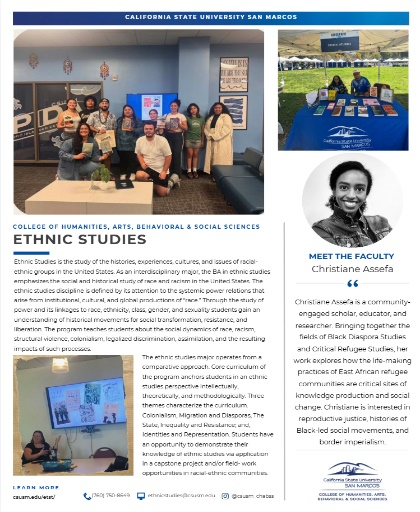 CALIFORNIA STATE UNIVERSITY SAN MARCOS
California State University
SAN MARCOS
COLLEGE OF HUMANITIES, ARTS, BEHAVIORAL & SOCIAL SCIENCES
ETHNIC STUDIES
Ethnic Studies is the study of the histories, experiences, cultures, and issues of racial-
ethnic groups in the United States. As an interdisciplinary major, the BA in ethnic studies
emphasizes the social and historical study of race and racism in the United States. The
ethnic studies discipline is defined by its attention to the systemic power relations that
arise from institutional, cultural, and global productions of "race." Through the study of
power and its linkages to race, ethnicity, class, gender, and sexuality students gain an
understanding of historical movements for social transformation, resistance, and
liberation. The program teaches students about the social dynamics of race, racism,
structural violence, colonialism, legalized discrimination, assimilation, and the resulting
impacts of such processes.
The ethnic studies major operates from a
comparative approach. Core curriculum of
the program anchors students in an ethnic
studies perspective intellectually,
theoretically, and methodologically. Three
themes characterize the curriculum,
Colonialism, Migration and Diasporas, The
State, Inequality and Resistance; and,
Identities and Representation. Students have
an opportunity to demonstrate their
knowledge of ethnic studies via application
in a capstone project and/or field- work
opportunities in racial-ethnic communities.
MEET THE FACULTY
Christiane Assefa
“
Christiane Assefa is a community-
engaged scholar, educator, and
researcher. Bringing together the
fields of Black Diaspora Studies
and Critical Refugee Studies, her
work explores how the life-making
practices of East African refugee
communities are critical sites of
knowledge production and social
change. Christiane is interested in
reproductive justice, histories of
Black-led social movements, and
border imperialism.
LEARN MORE
csusm.edu/etst/
(760) 750-8649
ethnicstudies@csusm.edu
@csusm_chabss
California State University
SAN MARCOS
COLLEGE OF HUMANITIES, ARTS,
BEHAVIORAL & SOCIAL SCIENCES